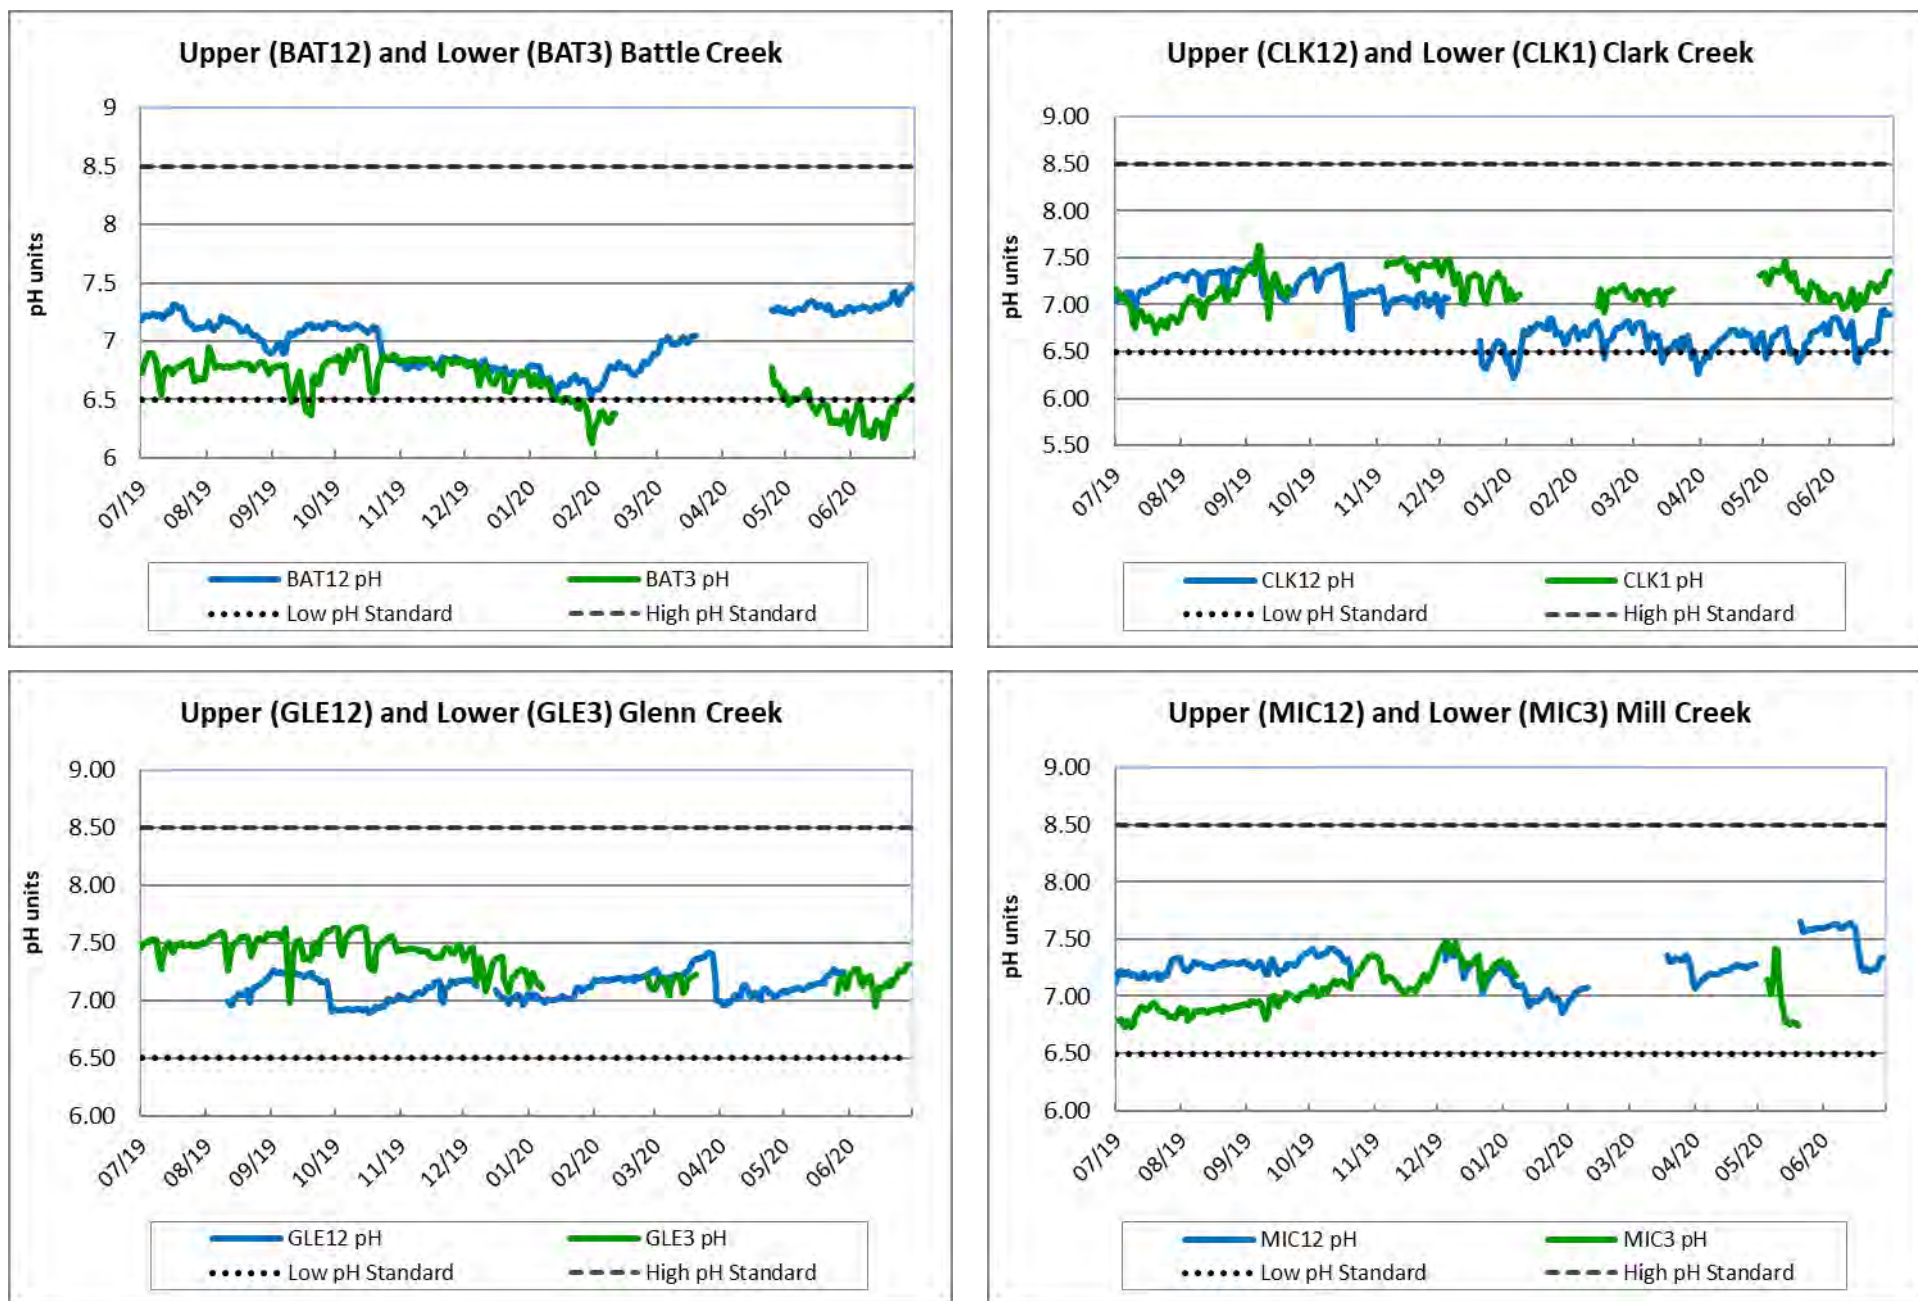 Upper (BAT12) and Lower (BAT3) Battle Creek
9
8.5
8
7.5
7
6.5
6
pH units
07/19 08/19 09/19 10/19 11/19 12/19 01/20 02/20 03/20 04/20 05/20 06/20
BAT12 pH BAT3 pH
Low pH Standard High pH Standard
Upper (CLK12) and Lower (CLK1) Clark Creek
9.00
8.50
8.00
7.50
7.00
6.50
6.00
5.50
pH units
07/19 08/19 09/19 10/19 11/19 12/19 01/20 02/20 03/20 04/20 05/20 06/20
CLK12 pH CLK1 pH
Low pH Standard High pH Standard
Upper (GLE12) and Lower (GLE3) Glenn Creek
9.00
8.50
8.00
7.50
7.00
6.50
6.00
pH units
07/19 08/19 09/19 10/19 11/19 12/19 01/20 02/20 03/20 04/20 05/20 06/20
GLE12 pH GLE3 pH
Low pH Standard High pH Standard
Upper (MIC12) and Lower (MIC3) Mill Creek
9.00
8.50
8.00
7.50
7.00
6.50
6.00
pH units
07/19 08/19 09/19 10/19 11/19 12/19 01/20 02/20 03/20 04/20 05/20 06/20
MIC12 pH MIC3 pH
Low pH Standard High pH Standard